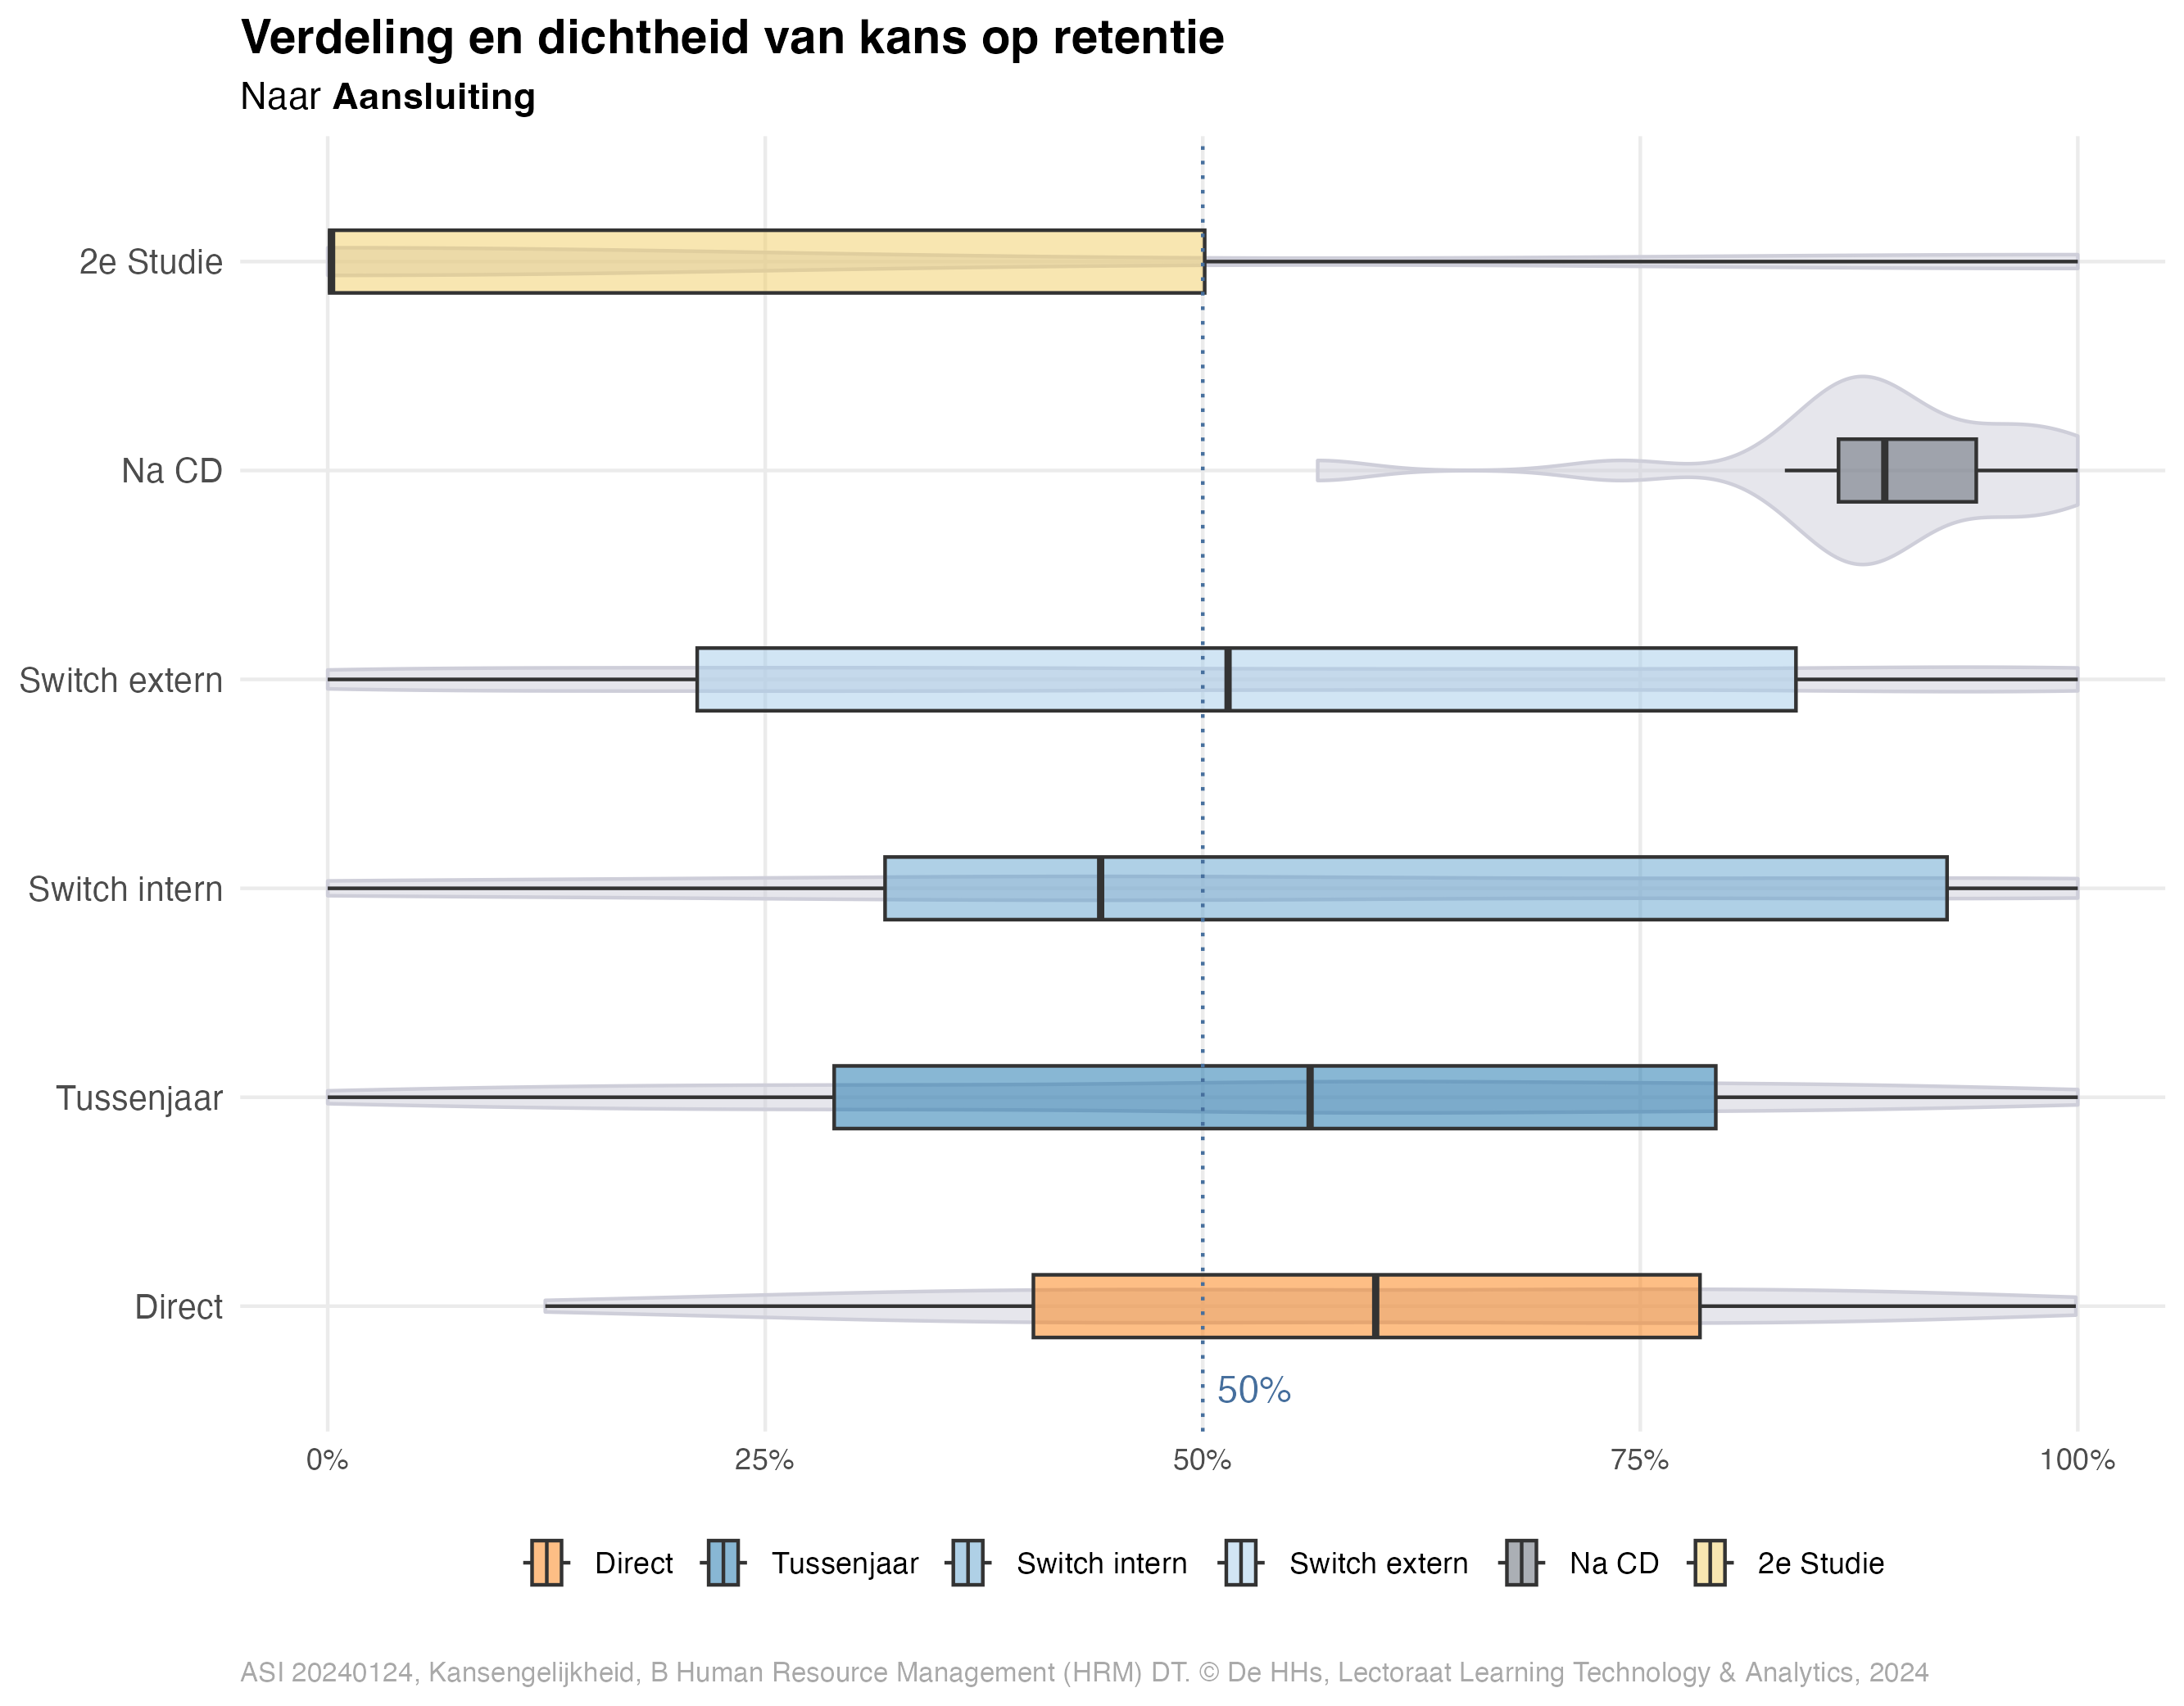 Verdeling en dichtheid van kans op retentie
Naar Aansluiting
2e Studie
Na CD
Switch extern
Switch intern
Tussenjaar
Direct
50%
0% 25% 50% 75% 100%
Direct Tussenjaar Switch intern Switch extern Na CD 2e Studie
ASI 20240124, Kansengelijkheid, B Human Resource Management (HRM) DT. © De HHs, Lectoraat Learning Technology & Analytics, 2024